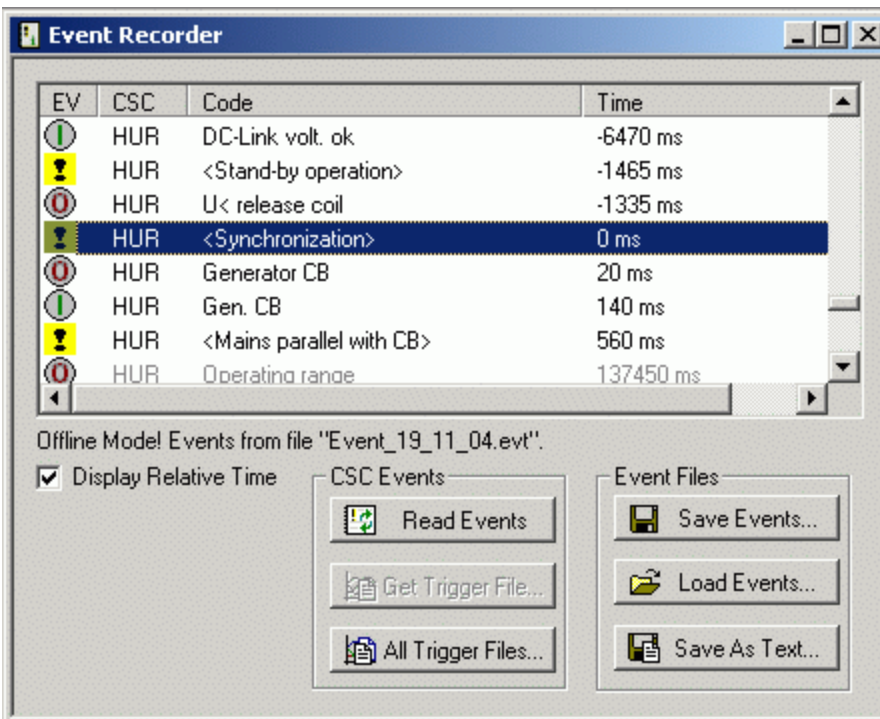 Event Recorder
EV CSC Code Time
HUR DC-Link volt. ok -6470 ms
HUR <Stand-by operation> -1465 ms
HUR U< release coil -1335 ms
HUR <Synchronization> 0 ms
HUR Generator CB 20 ms
HUR Gen. CB 140 ms
HUR <Mains parallel with CB> 560 ms
HUR Operating range 137450 ms
Offline Mode! Events from file "Event_19_11_04.evt".
Display Relative Time
CSC Events
Read Events
Get Trigger File...
All Trigger Files...
Event Files
Save Events...
Load Events...
Save As Text...